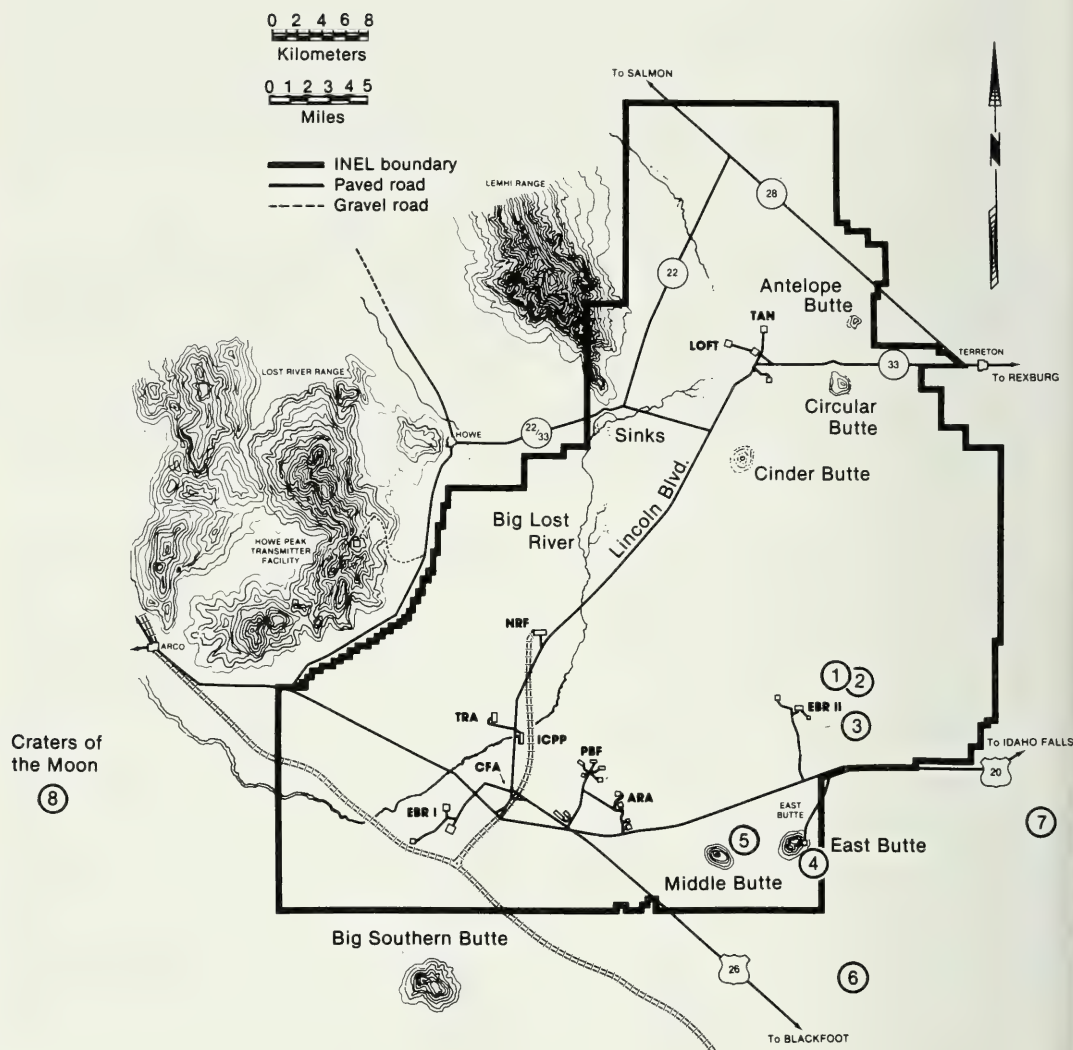 0 2 4 6 8
Kilometers
0 1 2 3 4 5
Miles
INEL boundary
Paved road
Gravel road
To SALMON
N
LEMHI RANGE
28
22
Antelope
Butte
TAN
LOFT
TERRETON
33
To REXBURG
LOST RIVER RANGE
Circular
Butte
HOWE
22/33
Sinks
Cinder Butte
Lincoln Blvd.
Big Lost
River
HOWE PEAK
TRANSMITTER
FACILITY
NRF
ARCO
1
2
EBR II
3
TRA
ICPP
Craters of
the Moon
8
PBF
To IDAHO FALLS
20
CFA
ARA
EBR I
EAST
BUTTE
7
5
East Butte
4
Middle Butte
Big Southern Butte
26
6
To BLACKFOOT